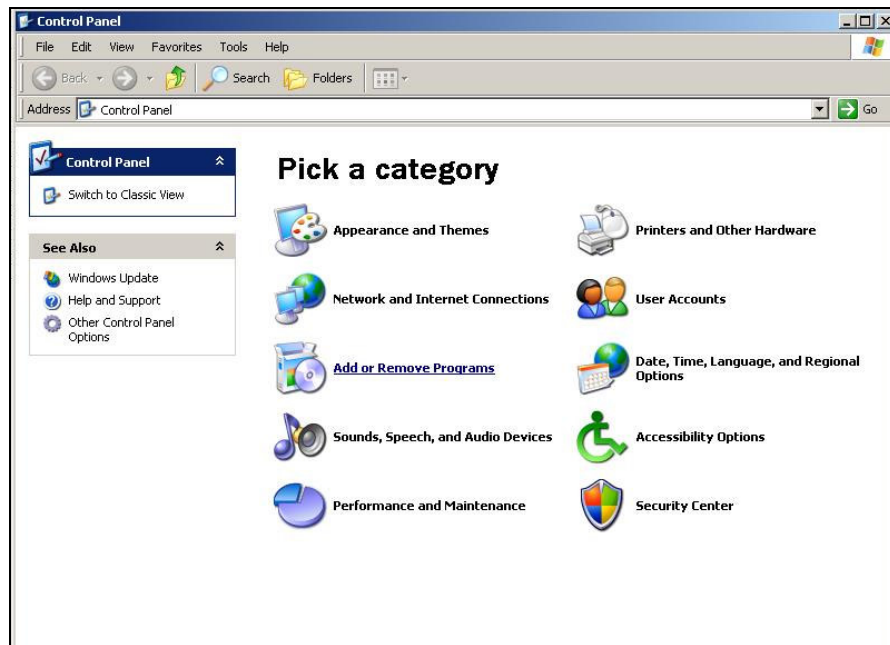 Control Panel
File Edit View Favorites Tools Help
Back Search Folders
Address Control Panel Go
Control Panel
Switch to Classic View
See Also
Windows Update
Help and Support
Other Control Panel
Options
Pick a category
Appearance and Themes
Printers and Other Hardware
Network and Internet Connections
User Accounts
Add or Remove Programs
Date, Time, Language, and Regional
Options
Sounds, Speech, and Audio Devices
Accessibility Options
Performance and Maintenance
Security Center